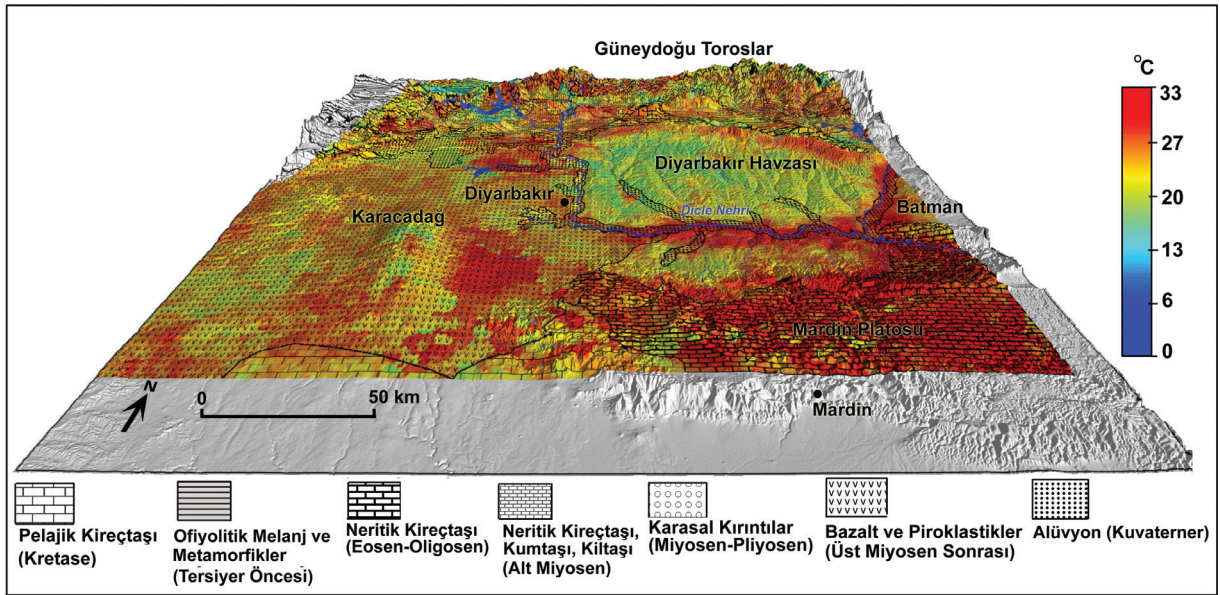 Güneydoğu Toroslar
°C
33
27
20
13
6
0
Diyarbakır Havzası
Diyarbakır
Dicle Nehri
Batman
Karacadag
Mardin Platosu
N
0 50 km
Mardin
Pelajik Kireçtaşı
(Kretase)
Ofiyolitik Melanj ve
Metamorfikler
(Tersiyer Öncesi)
Neritik Kireçtaşı
(Eosen-Oligosen)
Neritik Kireçtaşı,
Kumtaşı, Kiltaşı
(Alt Miyosen)
Karasal Kırıntılar
(Miyosen-Pliyosen)
Bazalt ve Piroklastikler
(Üst Miyosen Sonrası)
Alüvyon (Kuvaterner)